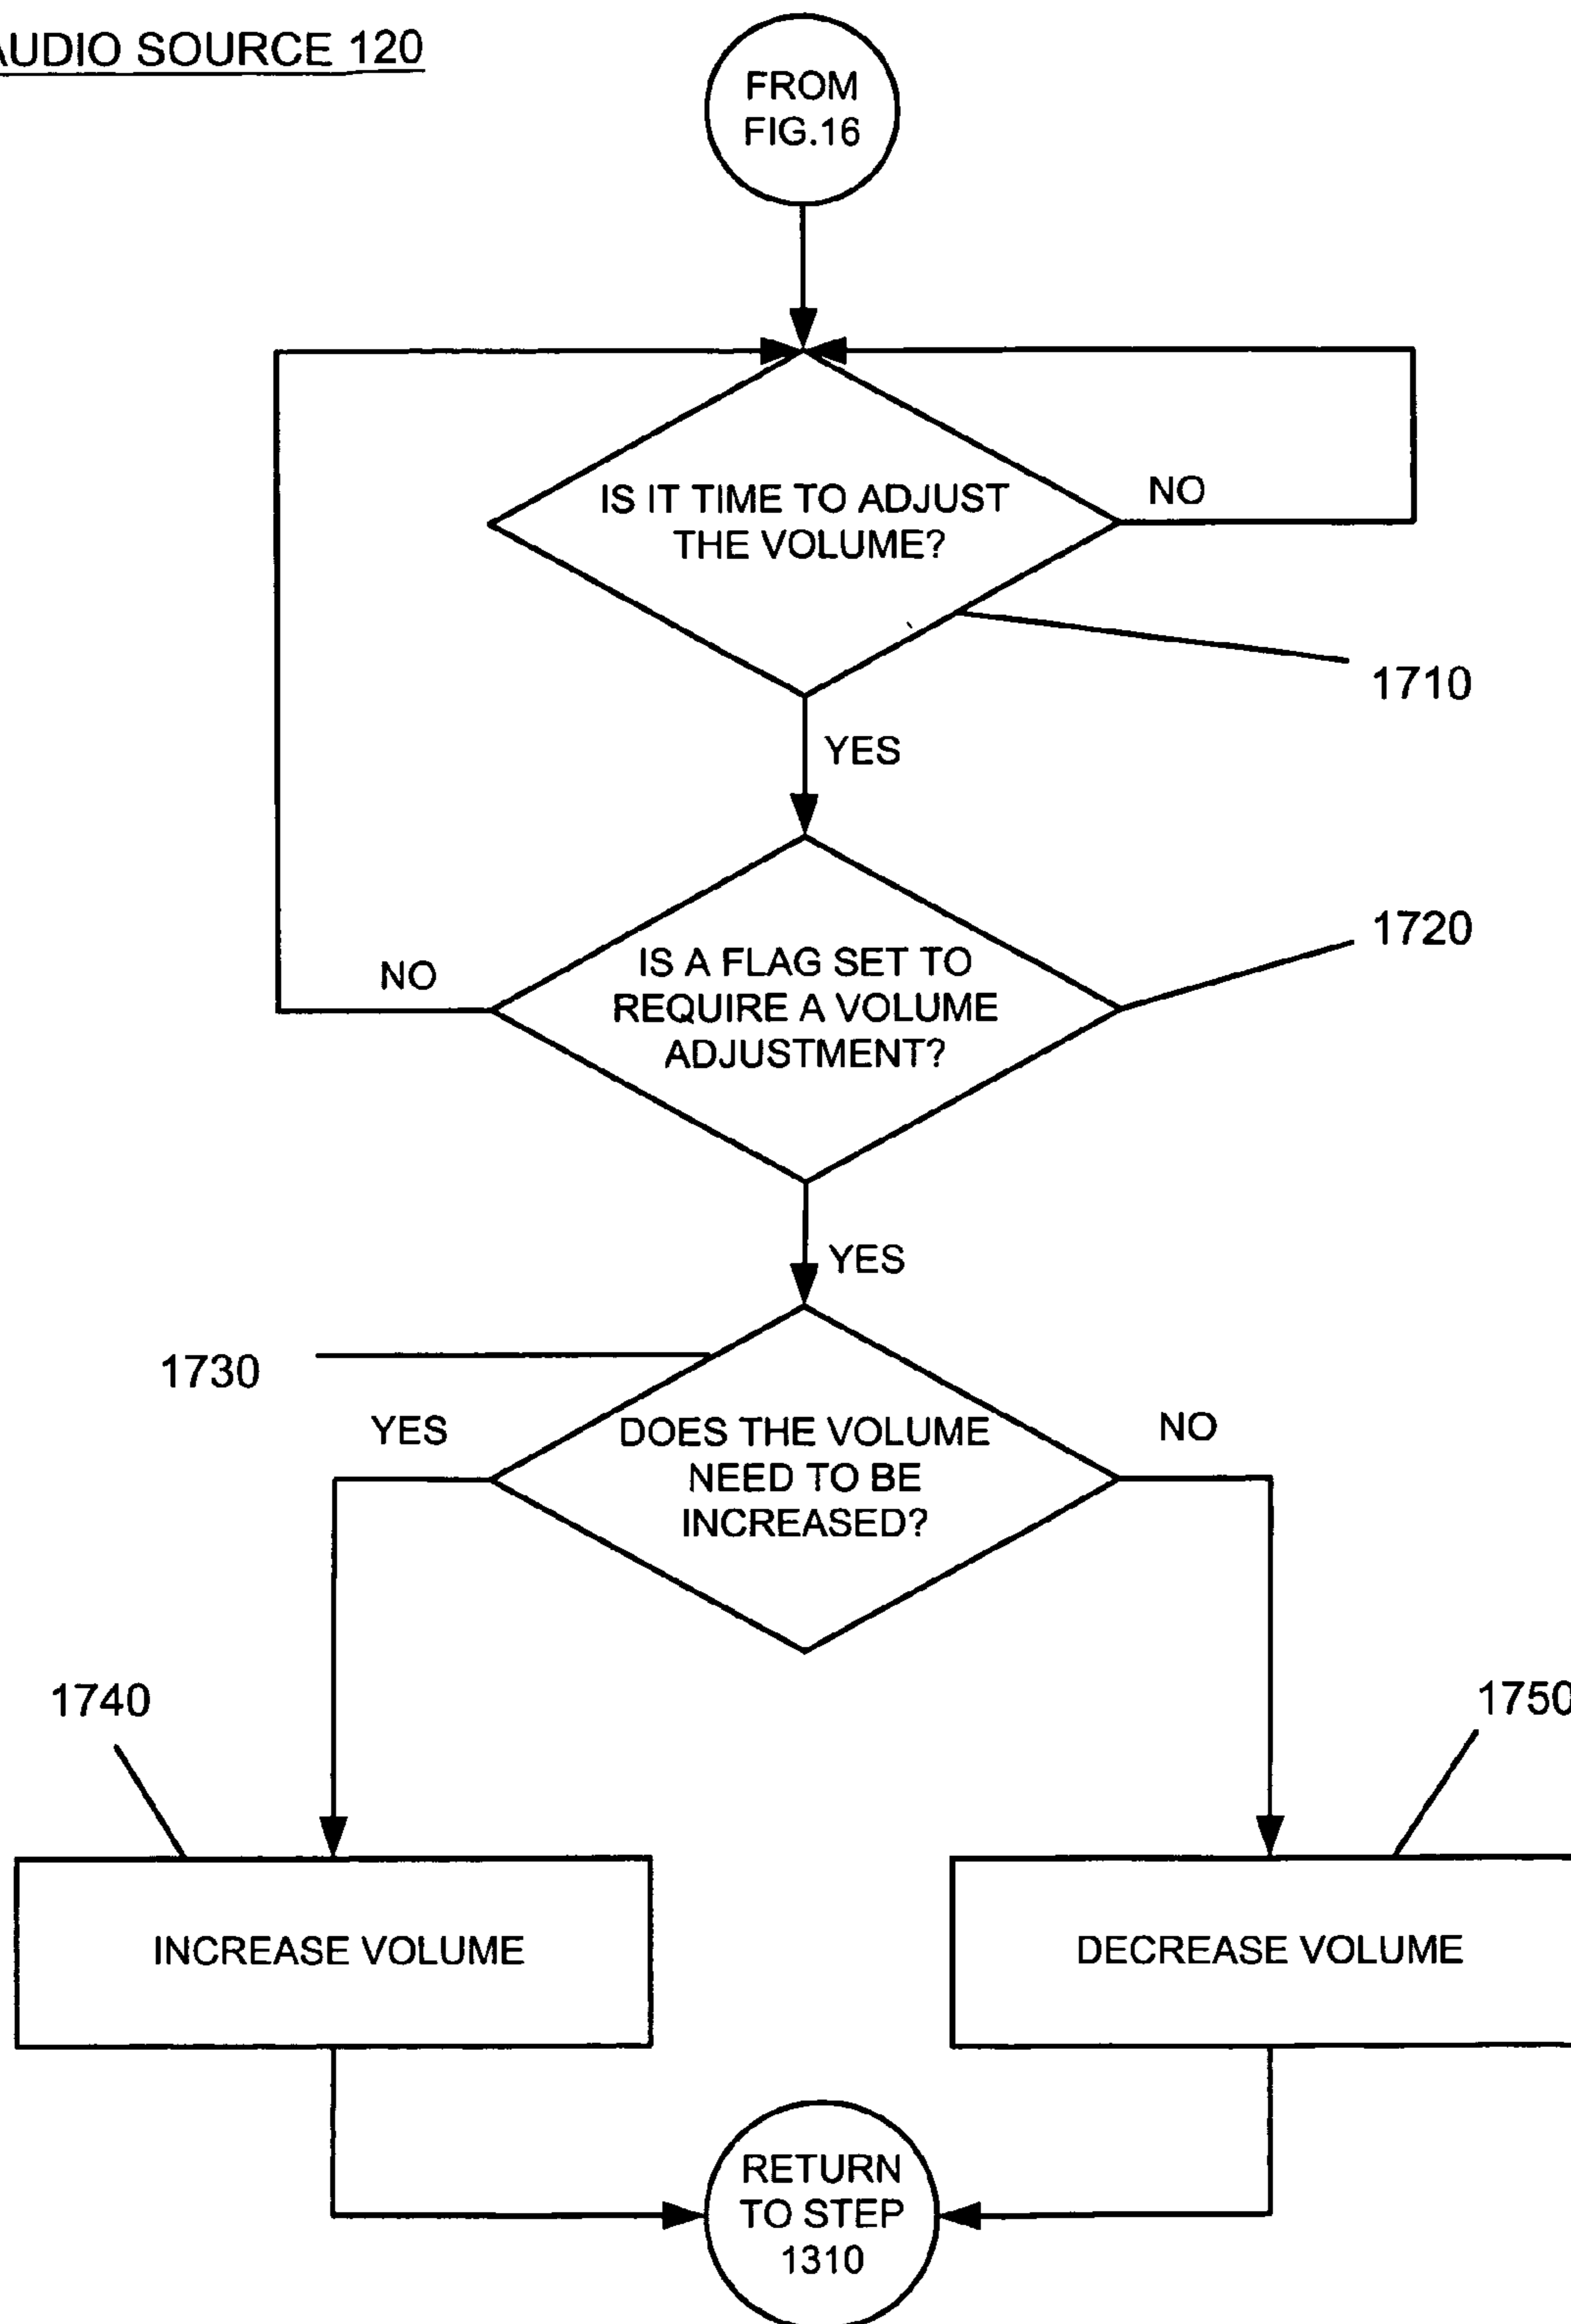 AUDIO SOURCE 120
FROM
FIG.16
IS IT TIME TO ADJUST
THE VOLUME?
NO
1710
YES
1720
IS A FLAG SET TO
REQUIRE A VOLUME
ADJUSTMENT?
NO
YES
1730
YES
DOES THE VOLUME
NEED TO BE
INCREASED?
NO
1740
1750
INCREASE VOLUME
DECREASE VOLUME
RETURN
TO STEP
1310